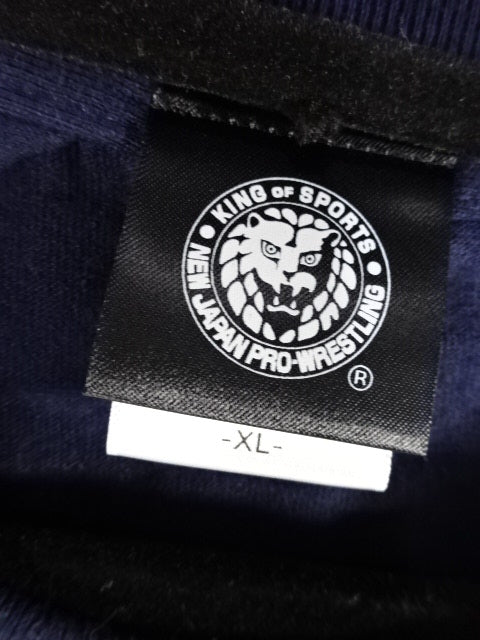 KING OF SPORTS
NEW JAPAN PRO-WRESTLING
®
-XL-